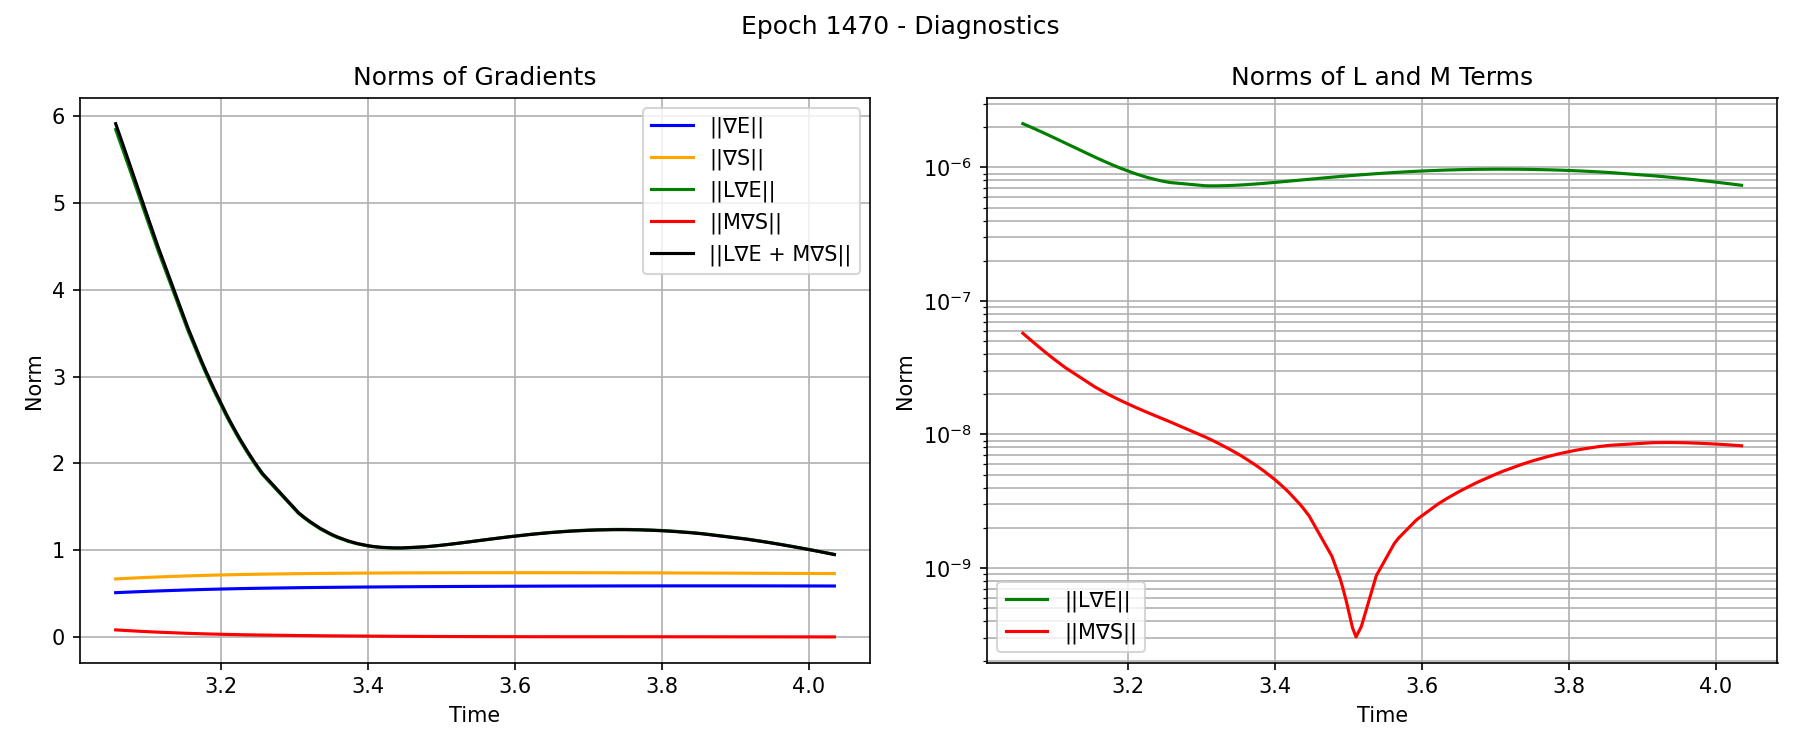 Epoch 1470 - Diagnostics
Norms of Gradients
6
5
4
3
2
1
0
Norm
||∇E||
||∇S||
||L∇E||
||M∇S||
||L∇E + M∇S||
3.2 3.4 3.6 3.8 4.0
Time
Norms of L and M Terms
10⁻⁶
10⁻⁷
10⁻⁸
10⁻⁹
Norm
||L∇E||
||M∇S||
3.2 3.4 3.6 3.8 4.0
Time